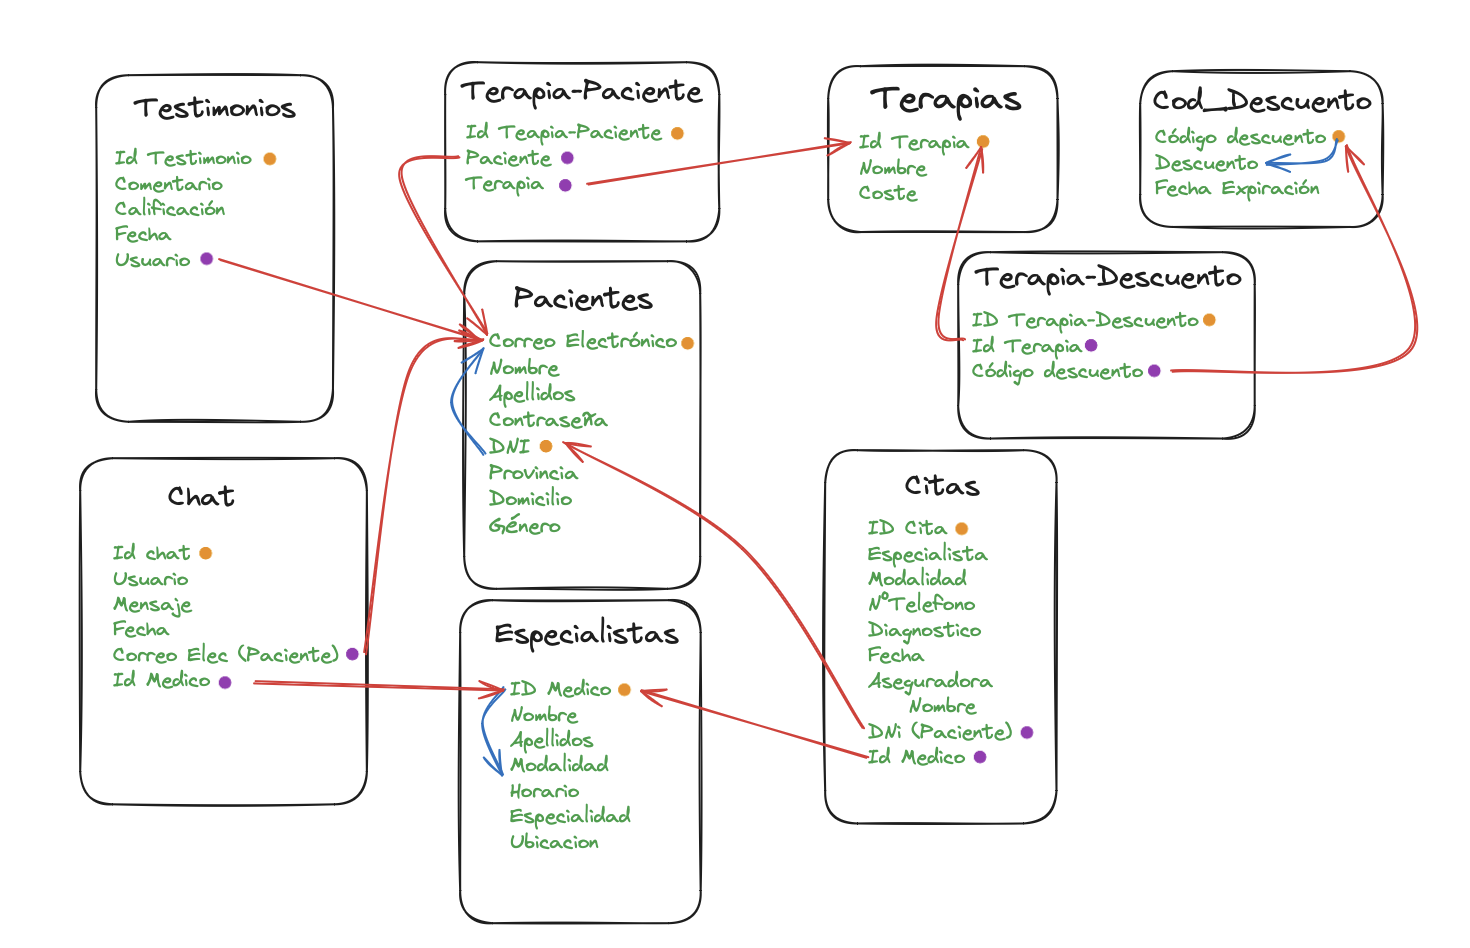 Testimonios
Id Testimonio
Comentario
Calificación
Fecha
Usuario
Terapia-Paciente
Id Teapia-Paciente
Paciente
Terapia
Terapias
Id Terapia
Nombre
Coste
Cod_Descuento
Código descuento
Descuento
Fecha Expiración
Terapia-Descuento
ID Terapia-Descuento
Id Terapia
Código descuento
Pacientes
Correo Electrónico
Nombre
Apellidos
Contraseña
DNI
Provincia
Domicilio
Género
Chat
Id chat
Usuario
Mensaje
Fecha
Correo Elec (Paciente)
Id Medico
Especialistas
ID Medico
Nombre
Apellidos
Modalidad
Horario
Especialidad
Ubicacion
Citas
ID Cita
Especialista
Modalidad
NºTelefono
Diagnostico
Fecha
Aseguradora
Nombre
DNi (Paciente)
Id Medico